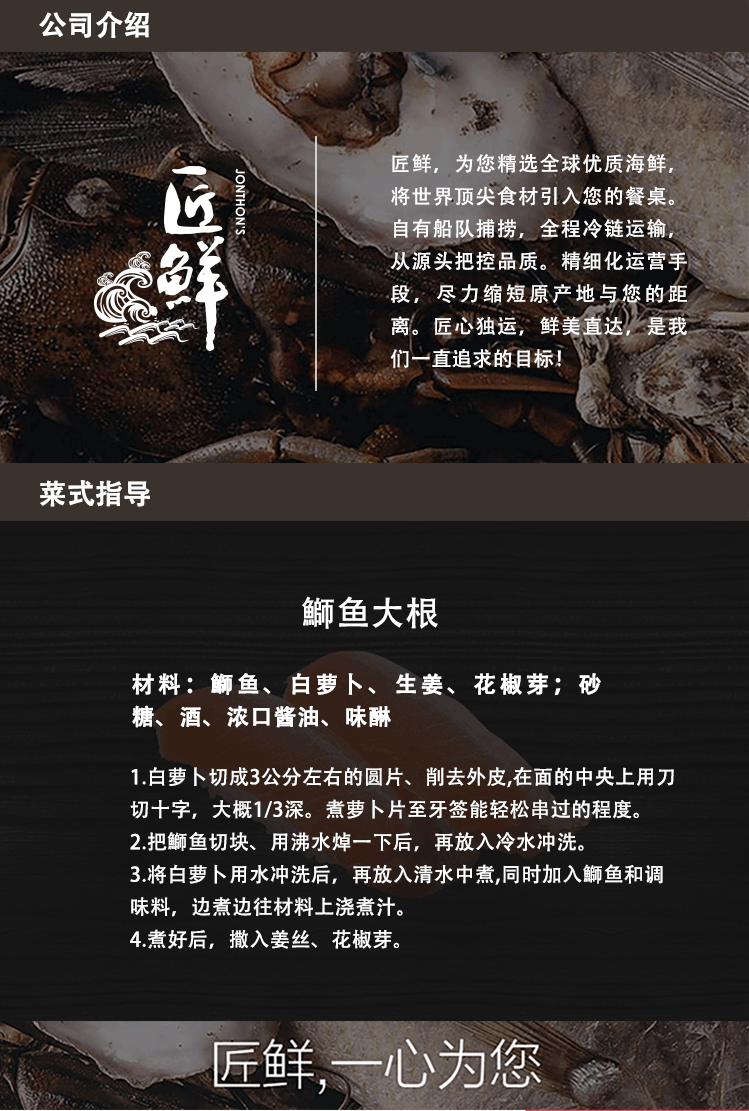 公司介绍
匠鲜
JONTHON'S
匠鲜，为您精选全球优质海鲜，
将世界顶尖食材引入您的餐桌。
自有船队捕捞，全程冷链运输，
从源头把控品质。精细化运营手
段，尽力缩短原产地与您的距
离。匠心独运，鲜美直达，是我
们一直追求的目标！
菜式指导
鰤鱼大根
材料：鰤鱼、白萝卜、生姜、花椒芽；砂
糖、酒、浓口酱油、味醂
1.白萝卜切成3公分左右的圆片、削去外皮,在面的中央上用刀
切十字，大概1/3深。煮萝卜片至牙签能轻松串过的程度。
2.把鰤鱼切块、用沸水焯一下后，再放入冷水冲洗。
3.将白萝卜用水冲洗后，再放入清水中煮,同时加入鰤鱼和调
味料，边煮边往材料上浇煮汁。
4.煮好后，撒入姜丝、花椒芽。
匠鲜,一心为您